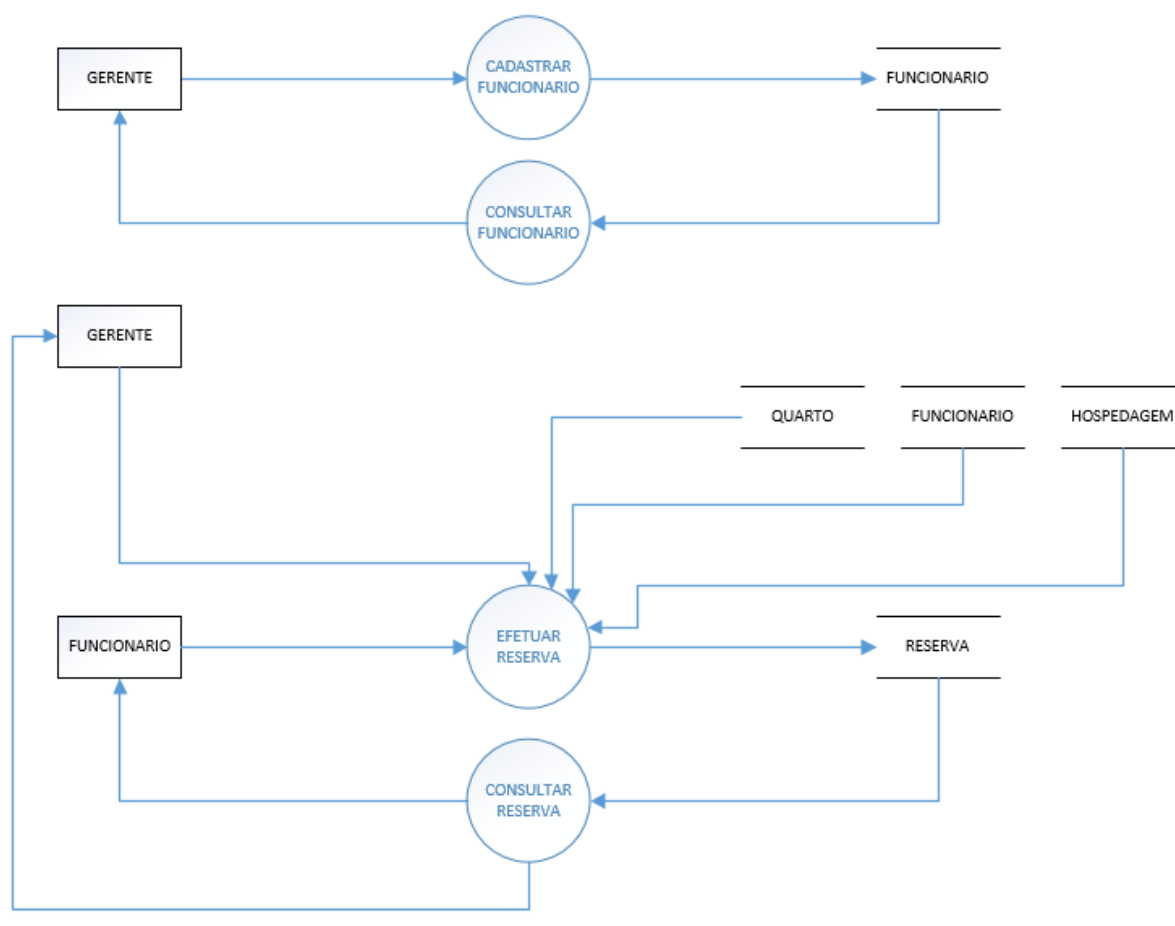 GERENTE
CADASTRAR
FUNCIONARIO
FUNCIONARIO
CONSULTAR
FUNCIONARIO
GERENTE
QUARTO
FUNCIONARIO
HOSPEDAGEM
FUNCIONARIO
EFETUAR
RESERVA
RESERVA
CONSULTAR
RESERVA